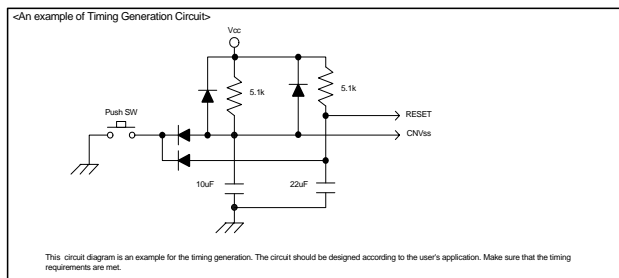 <An example of Timing Generation Circuit>
Vcc
5.1k
5.1k
Push SW
RESET
CNVss
10uF
22uF
This circuit diagram is an example for the timing generation. The circuit should be designed according to the user's application. Make sure that the timing
requirements are met.